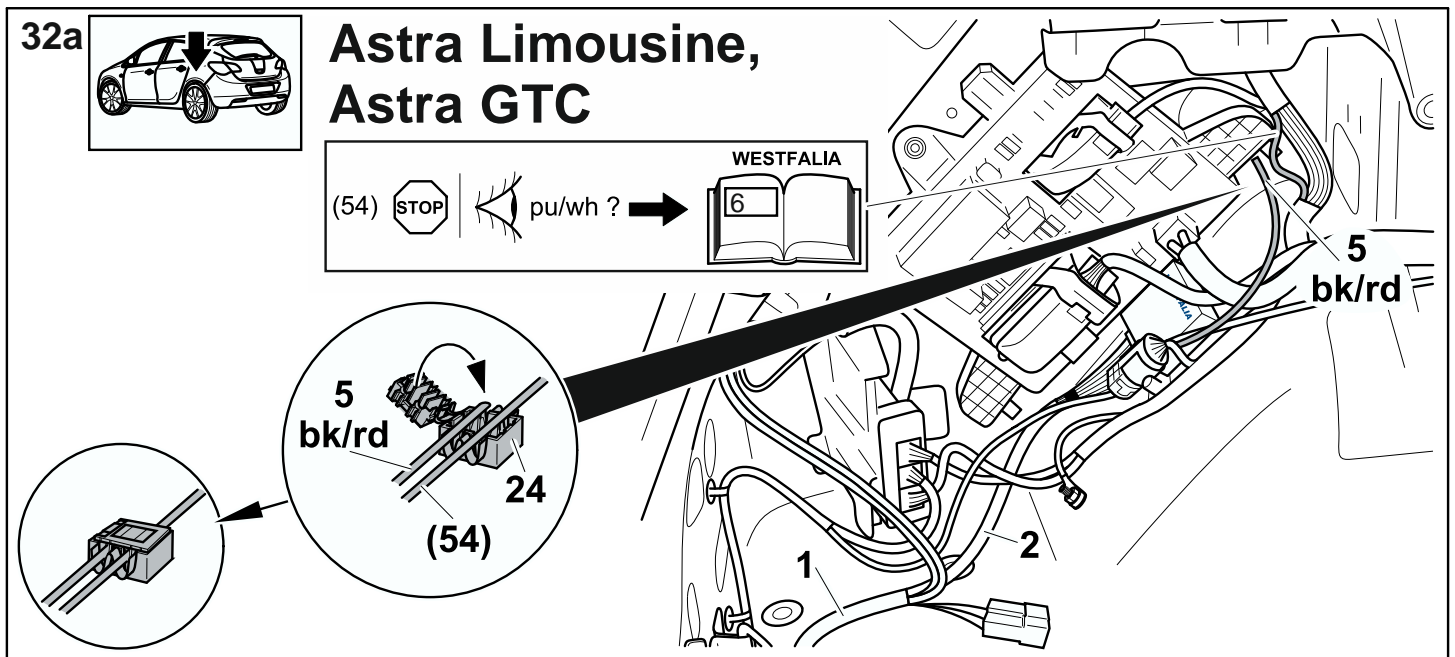 32a
Astra Limousine,
Astra GTC
WESTFALIA
(54) STOP pu/wh ? 6
5
bk/rd
ALIA
5
bk/rd
24
(54)
1
2